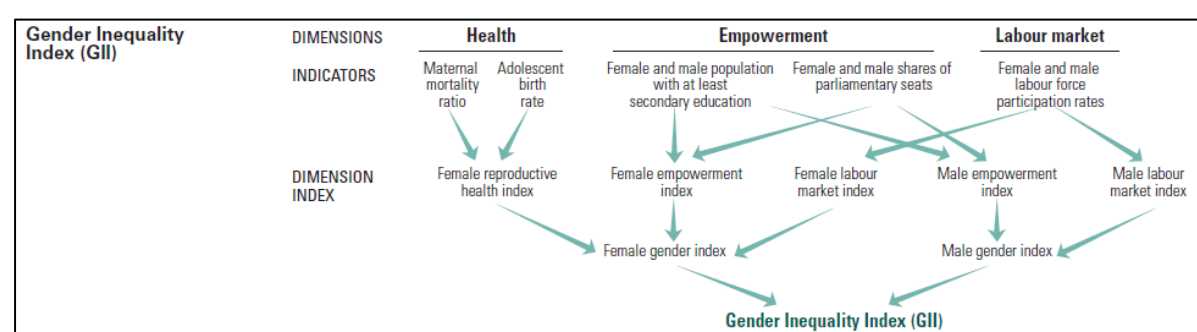 Gender Inequality
Index (GII)
DIMENSIONS
Health
Empowerment
Labour market
INDICATORS
Maternal
mortality
ratio
Adolescent
birth
rate
Female and male population
with at least
secondary education
Female and male shares of
parliamentary seats
Female and male
labour force
participation rates
DIMENSION
INDEX
Female reproductive
health index
Female empowerment
index
Female labour
market index
Male empowerment
index
Male labour
market index
Female gender index
Male gender index
Gender Inequality Index (GII)